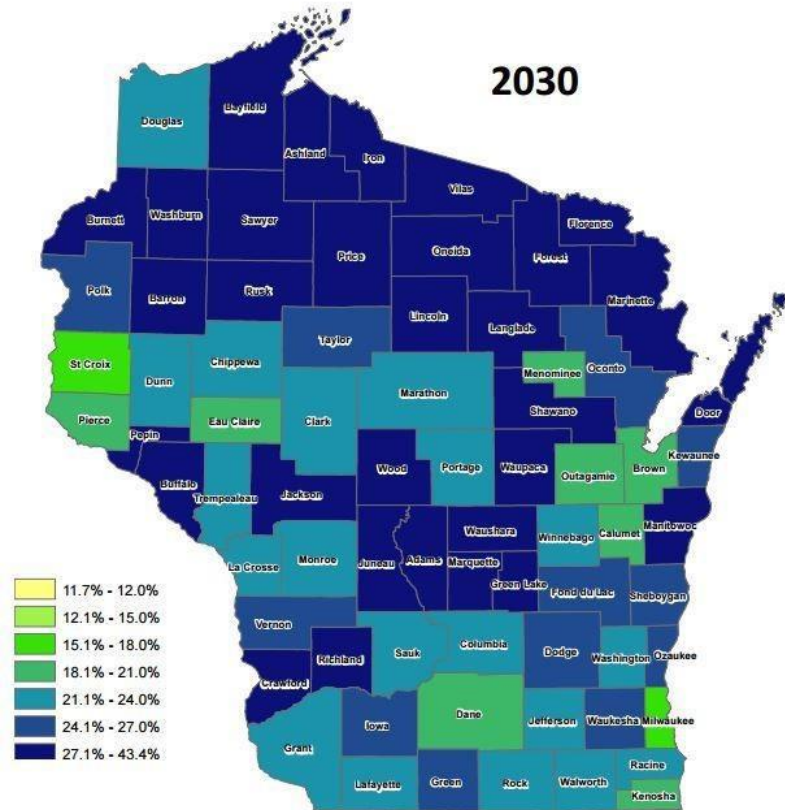 2030
Bayfield
Douglas
Ashland
Iron
Vilas
Burnett
Washburn
Sawyer
Florence
Price
Oneida
Forest
Polk
Barron
Rusk
Marinette
Lincoln
Langlade
Taylor
St Croix
Chippewa
Oconto
Dunn
Menominee
Marathon
Shawano
Door
Pierce
Eau Claire
Clark
Pepin
Kewaunee
Wood
Portage
Waupaca
Outagamie
Brown
Buffalo
Trempealeau
Jackson
Manitowoc
Waushara
Winnebago
Calumet
La Crosse
Monroe
Juneau
Adams
Marquette
Green Lake
Fond du Lac
Sheboygan
Vernon
Richland
Sauk
Columbia
Dodge
Washington
Ozaukee
Crawford
Dane
Jefferson
Waukesha
Milwaukee
Iowa
Grant
Lafayette
Green
Rock
Walworth
Racine
Kenosha
11.7% - 12.0%
12.1% - 15.0%
15.1% - 18.0%
18.1% - 21.0%
21.1% - 24.0%
24.1% - 27.0%
27.1% - 43.4%